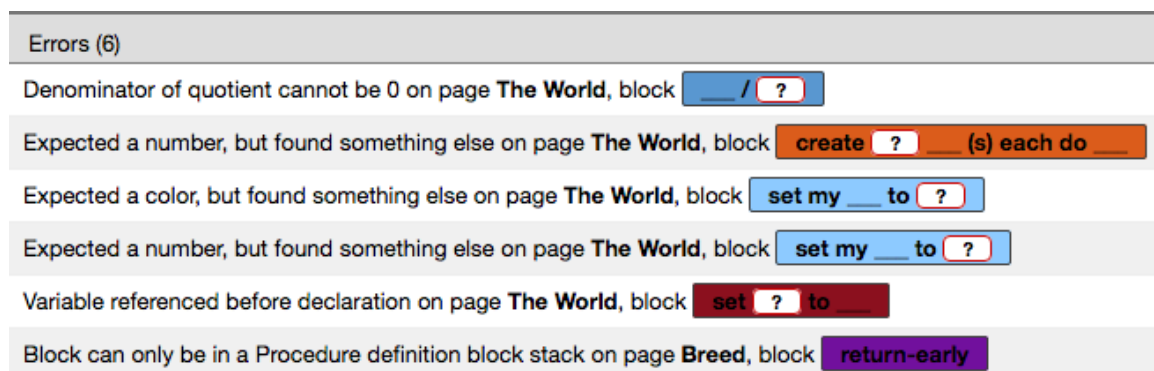 Errors (6)
Denominator of quotient cannot be 0 on page The World, block ___ / ?
Expected a number, but found something else on page The World, block create ? ___ (s) each do ___
Expected a color, but found something else on page The World, block set my ___ to ?
Expected a number, but found something else on page The World, block set my ___ to ?
Variable referenced before declaration on page The World, block set ? to ___
Block can only be in a Procedure definition block stack on page Breed, block return-early